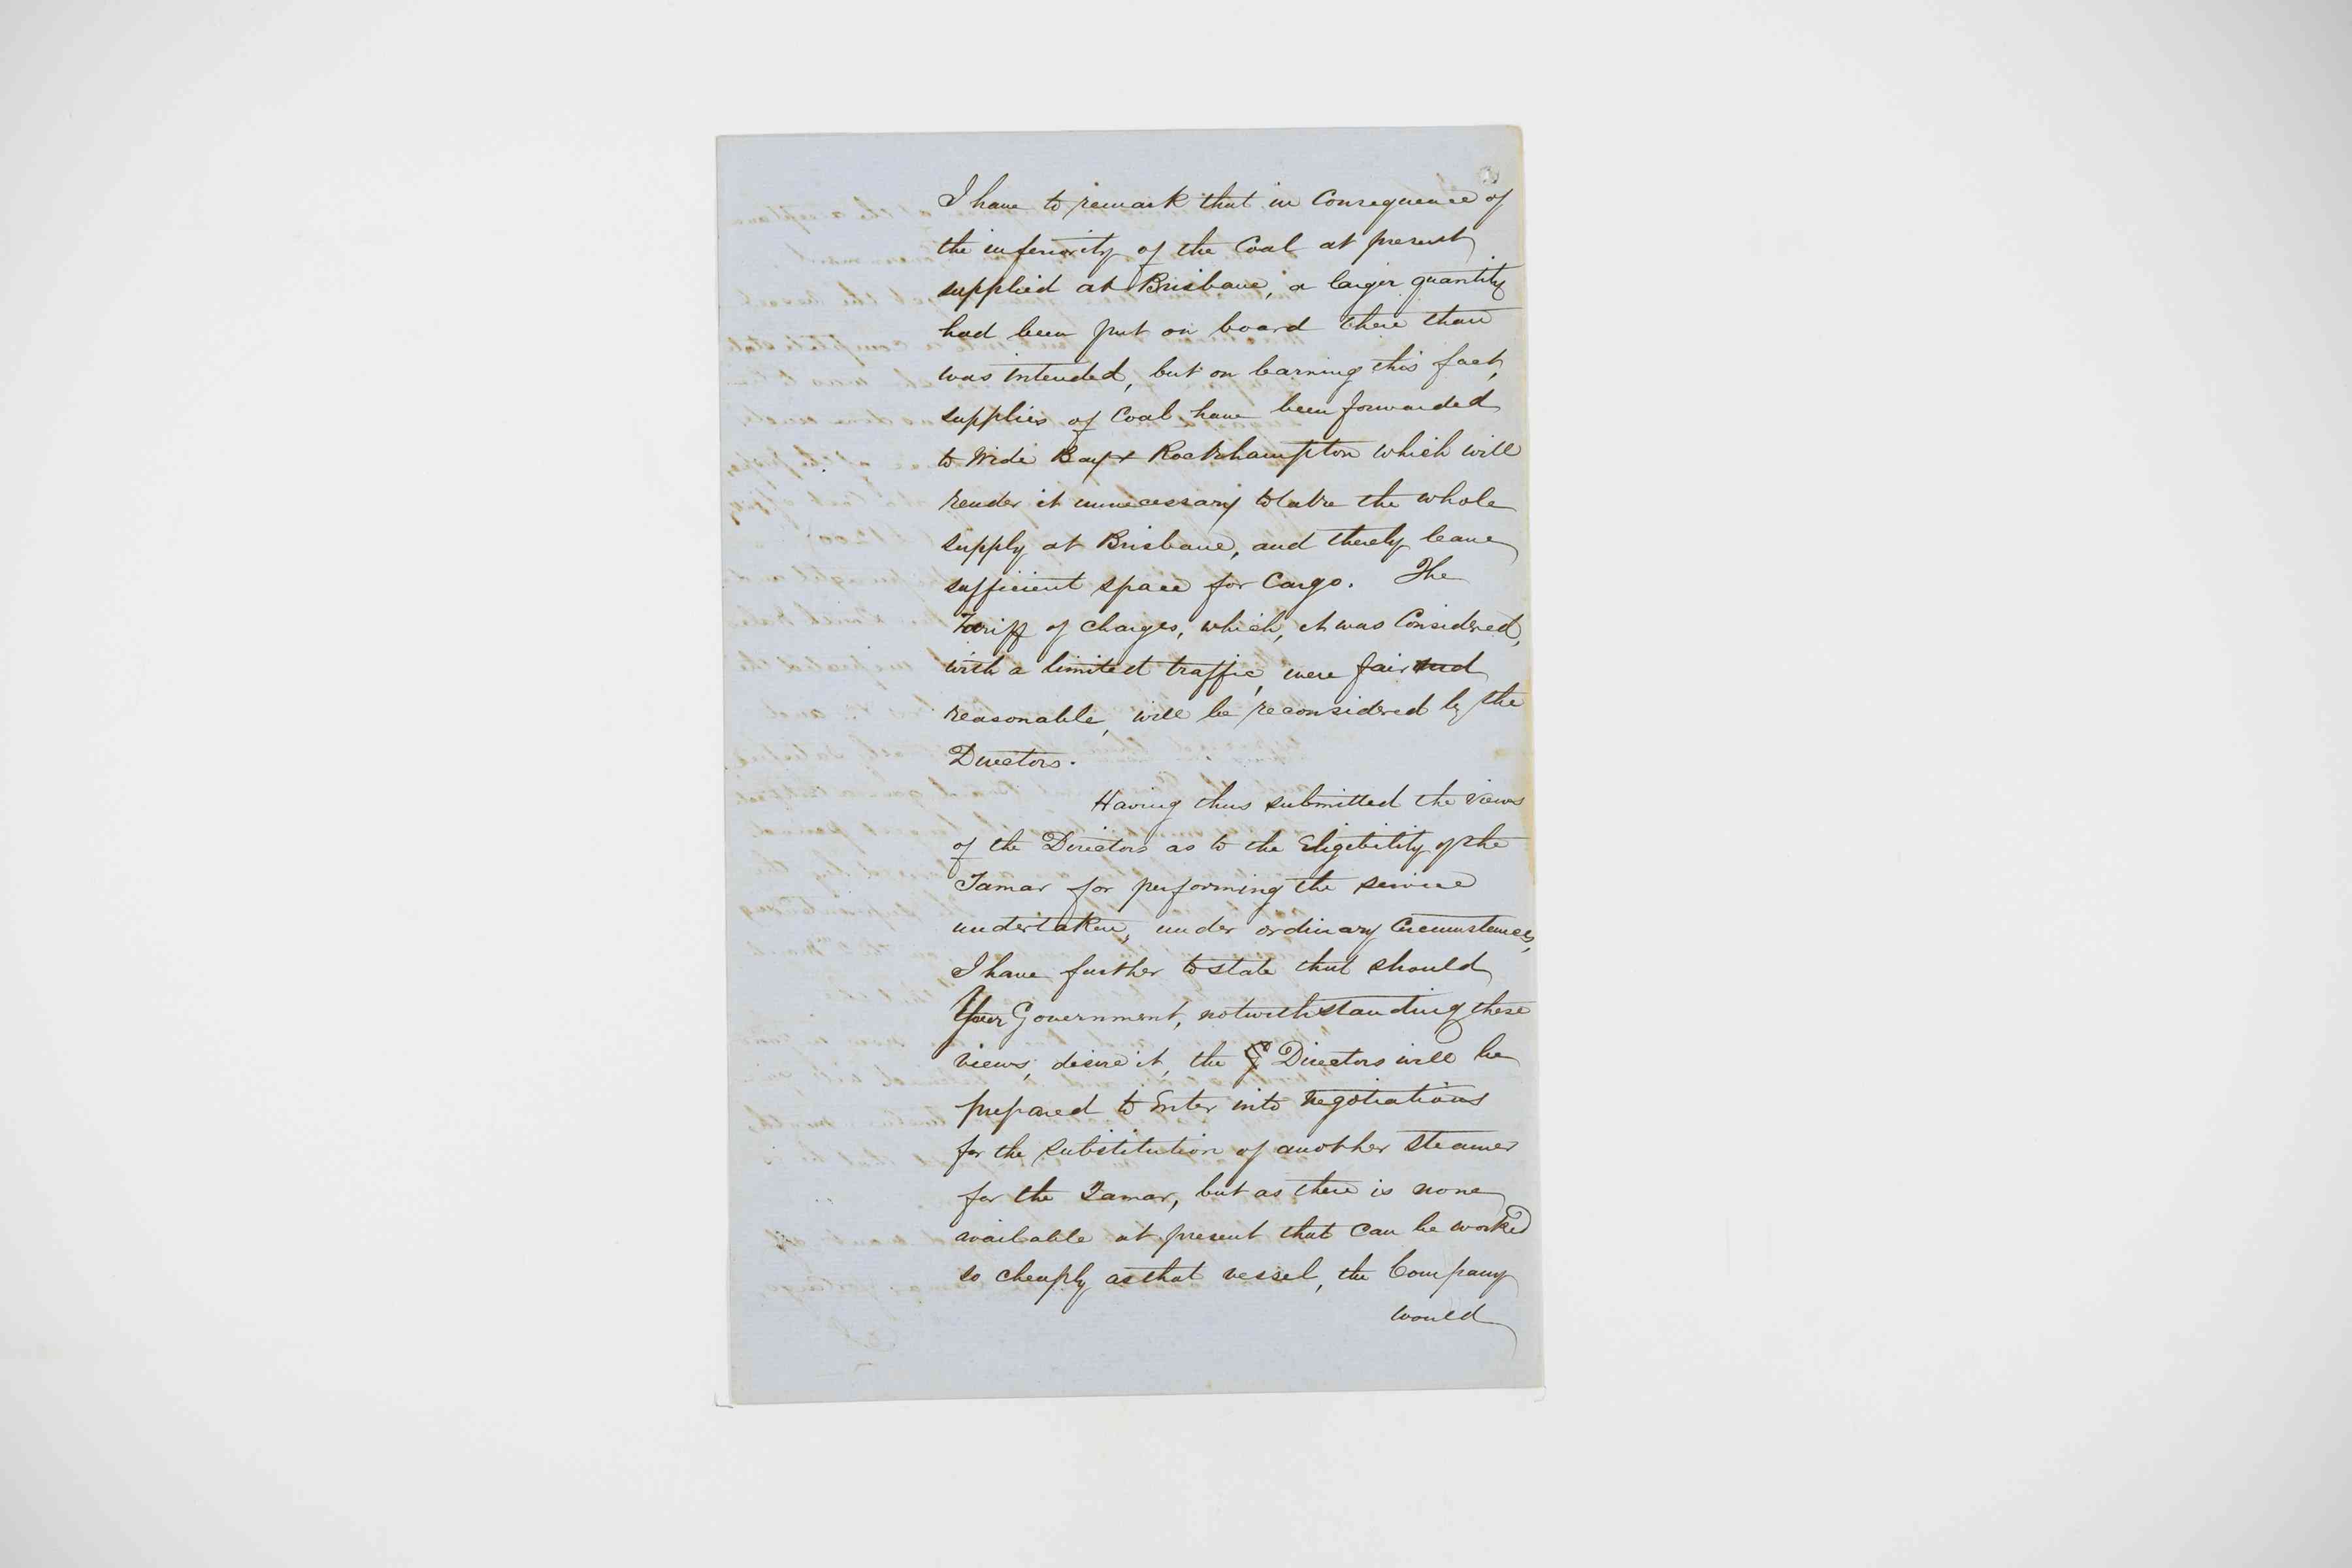 I have to remark that in Consequence of
the inferiority of the Coal at present
supplied at Brisbane, a larger quantity
had been put on board there than
was intended, but on learning this fact,
supplies of Coal have been forwarded
to Wide Bay & Rockhampton which will
render it unnecessary to take the whole
supply at Brisbane, and thereby leave
sufficient space for Cargo. The
Tariff of Charges, which, it was Considered,
with a limited traffic, were fair and
reasonable, will be reconsidered by the
Directors.
Having thus submitted the views
of the Directors as to the Eligibility of the
Tamar for performing the service
undertaken, under ordinary Circumstances,
I have further to state that should
Your Government, notwithstanding these
views, desire it, the Directors will be
prepared to Enter into negotiations
for the substitution of another steamer
for the Tamar, but as there is none
available at present that Can be worked
so cheaply as that vessel, the Company
would